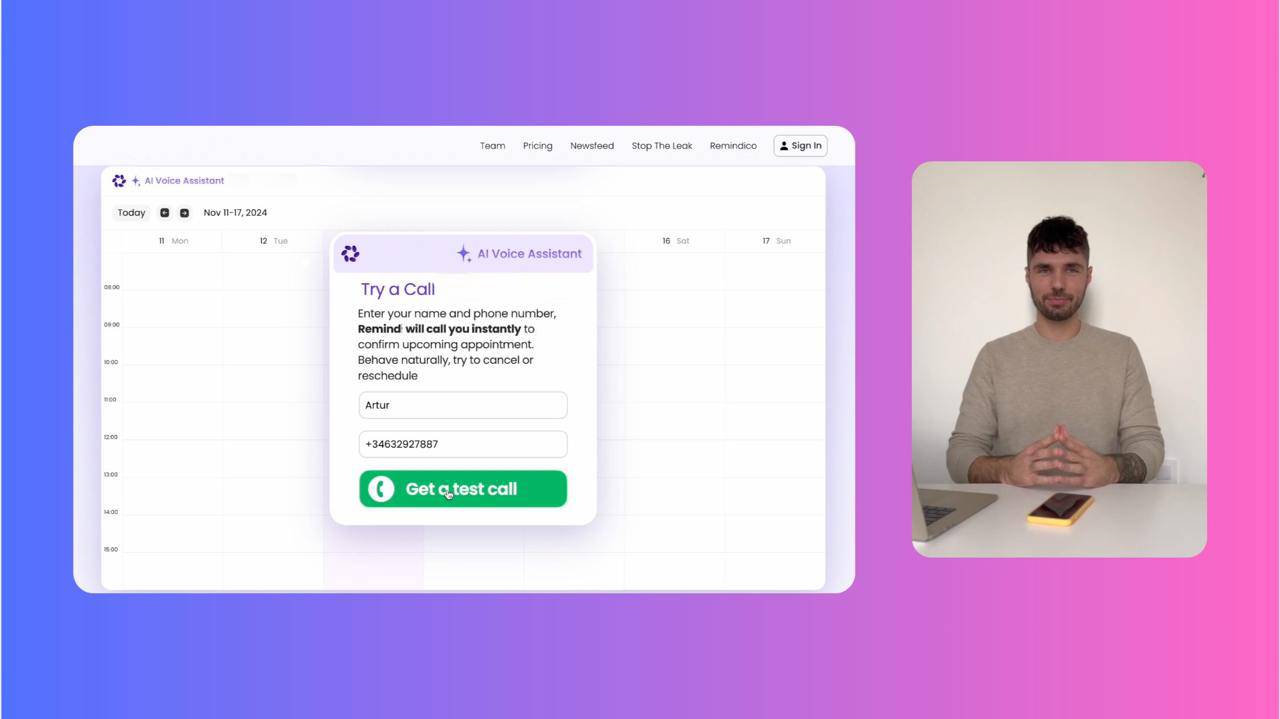 Team Pricing Newsfeed Stop The Leak Remindico Sign In
AI Voice Assistant
Today Nov 11-17, 2024
11 Mon 12 Tue 16 Sat 17 Sun
08:00
09:00
10:00
11:00
12:00
13:00
14:00
15:00
AI Voice Assistant
Try a Call
Enter your name and phone number,
Remind will call you instantly to
confirm upcoming appointment.
Behave naturally, try to cancel or
reschedule
Artur
+34632927887
Get a test call